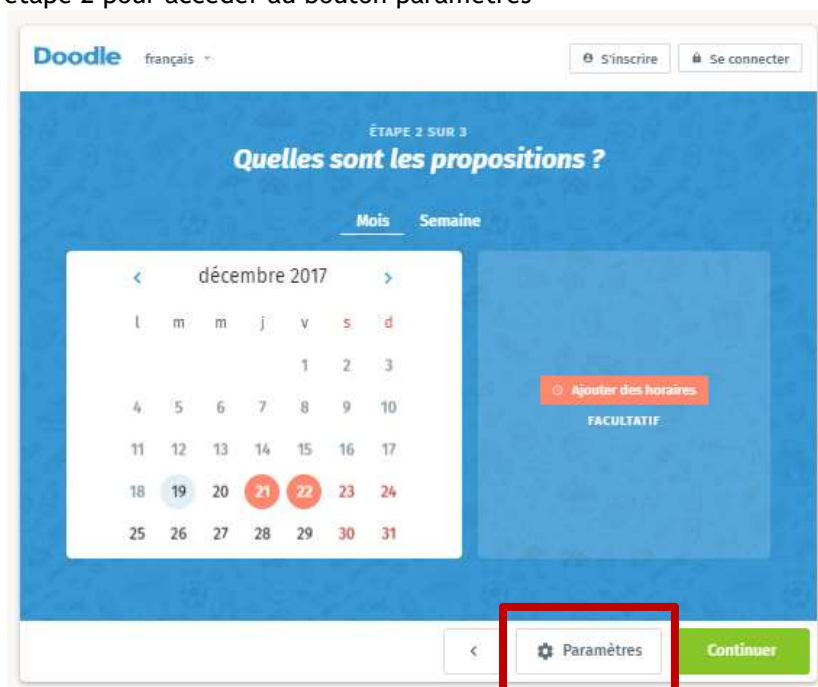 étape 2 pour accéder au bouton paramètres
Doodle français S'inscrire Se connecter
ÉTAPE 2 SUR 3
Quelles sont les propositions ?
Mois Semaine
< décembre 2017 >
l m m j v s d
1 2 3
4 5 6 7 8 9 10
11 12 13 14 15 16 17
18 19 20 21 22 23 24
25 26 27 28 29 30 31
Ajouter des horaires
FACULTATIF
< Paramètres Continuer